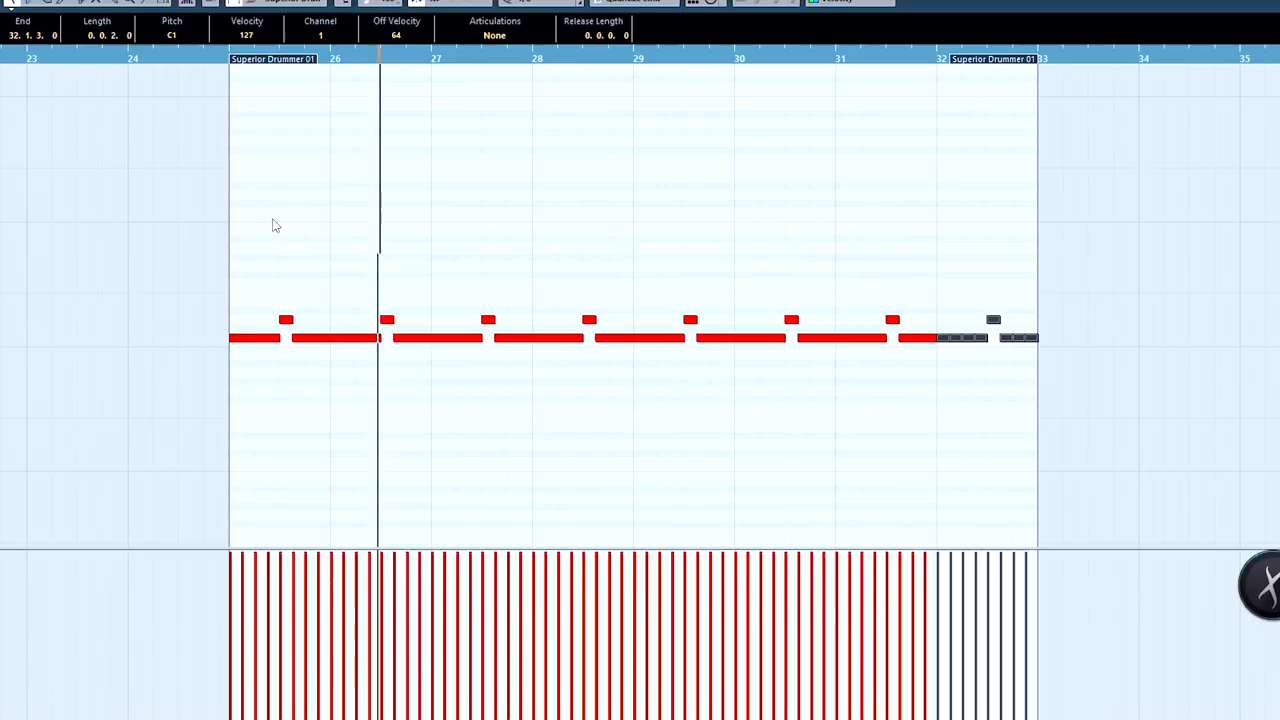 End Length Pitch Velocity Channel Off Velocity Articulations Release Length
32. 1. 3. 0 0. 0. 2. 0 C1 127 1 64 None 0. 0. 0. 0
23 24 25 26 27 28 29 30 31 32 33 34 35
Superior Drummer 01 Superior Drummer 01